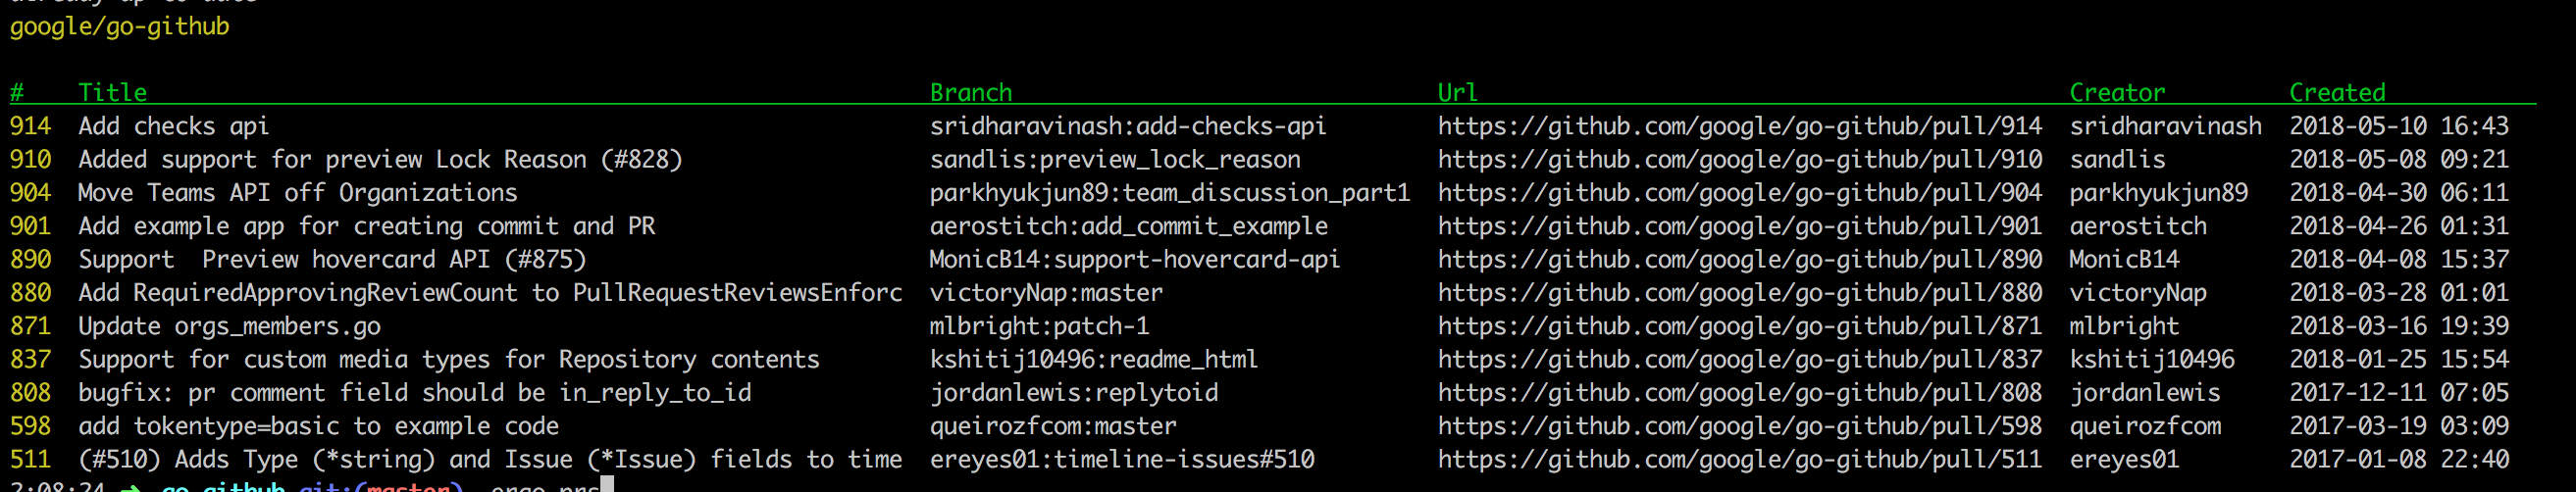 already up to date
google/go-github
# Title Branch Url Creator Created
914 Add checks api sridharavinash:add-checks-api https://github.com/google/go-github/pull/914 sridharavinash 2018-05-10 16:43
910 Added support for preview Lock Reason (#828) sandlis:preview_lock_reason https://github.com/google/go-github/pull/910 sandlis 2018-05-08 09:21
904 Move Teams API off Organizations parkhyukjun89:team_discussion_part1 https://github.com/google/go-github/pull/904 parkhyukjun89 2018-04-30 06:11
901 Add example app for creating commit and PR aerostitch:add_commit_example https://github.com/google/go-github/pull/901 aerostitch 2018-04-26 01:31
890 Support  Preview hovercard API (#875) MonicB14:support-hovercard-api https://github.com/google/go-github/pull/890 MonicB14 2018-04-08 15:37
880 Add RequiredApprovingReviewCount to PullRequestReviewsEnforc victoryNap:master https://github.com/google/go-github/pull/880 victoryNap 2018-03-28 01:01
871 Update orgs_members.go mlbright:patch-1 https://github.com/google/go-github/pull/871 mlbright 2018-03-16 19:39
837 Support for custom media types for Repository contents kshitij10496:readme_html https://github.com/google/go-github/pull/837 kshitij10496 2018-01-25 15:54
808 bugfix: pr comment field should be in_reply_to_id jordanlewis:replytoid https://github.com/google/go-github/pull/808 jordanlewis 2017-12-11 07:05
598 add tokentype=basic to example code queirozfcom:master https://github.com/google/go-github/pull/598 queirozfcom 2017-03-19 03:09
511 (#510) Adds Type (*string) and Issue (*Issue) fields to time ereyes01:timeline-issues#510 https://github.com/google/go-github/pull/511 ereyes01 2017-01-08 22:40
2:08:24 → go-github git:(master) ergo prs